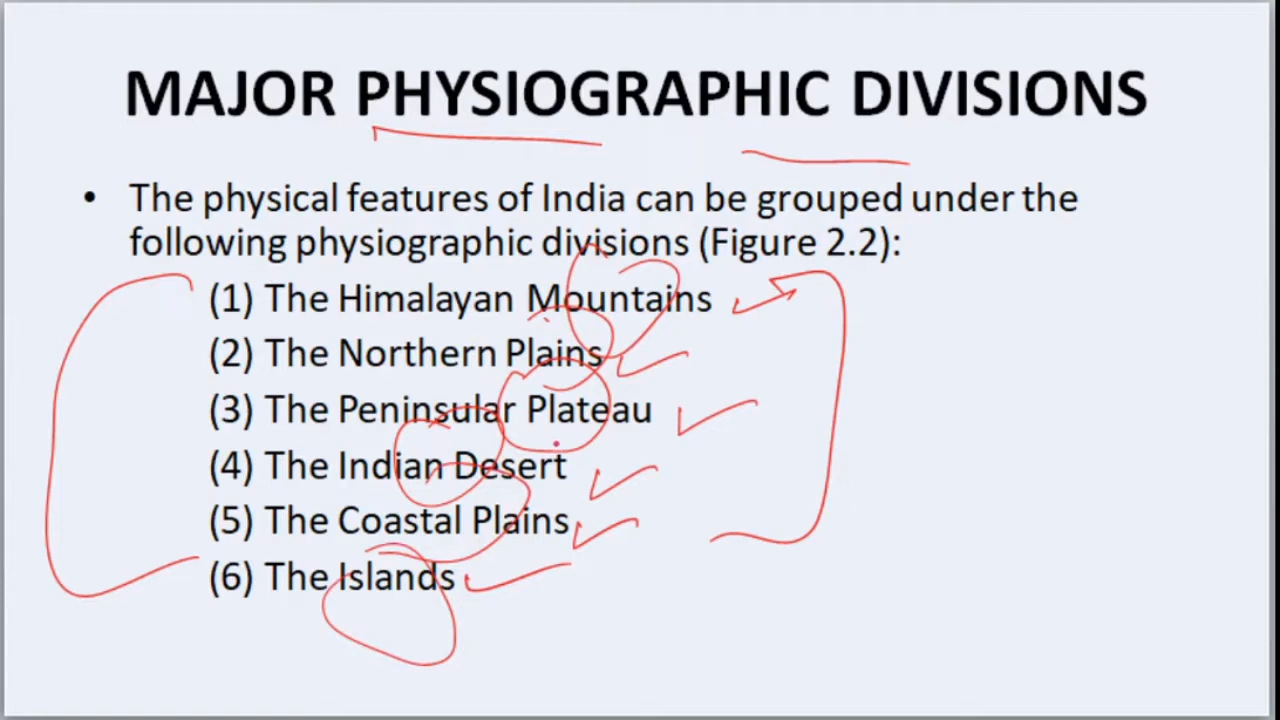 MAJOR PHYSIOGRAPHIC DIVISIONS
• The physical features of India can be grouped under the
following physiographic divisions (Figure 2.2):
(1) The Himalayan Mountains
(2) The Northern Plains
(3) The Peninsular Plateau
(4) The Indian Desert
(5) The Coastal Plains
(6) The Islands